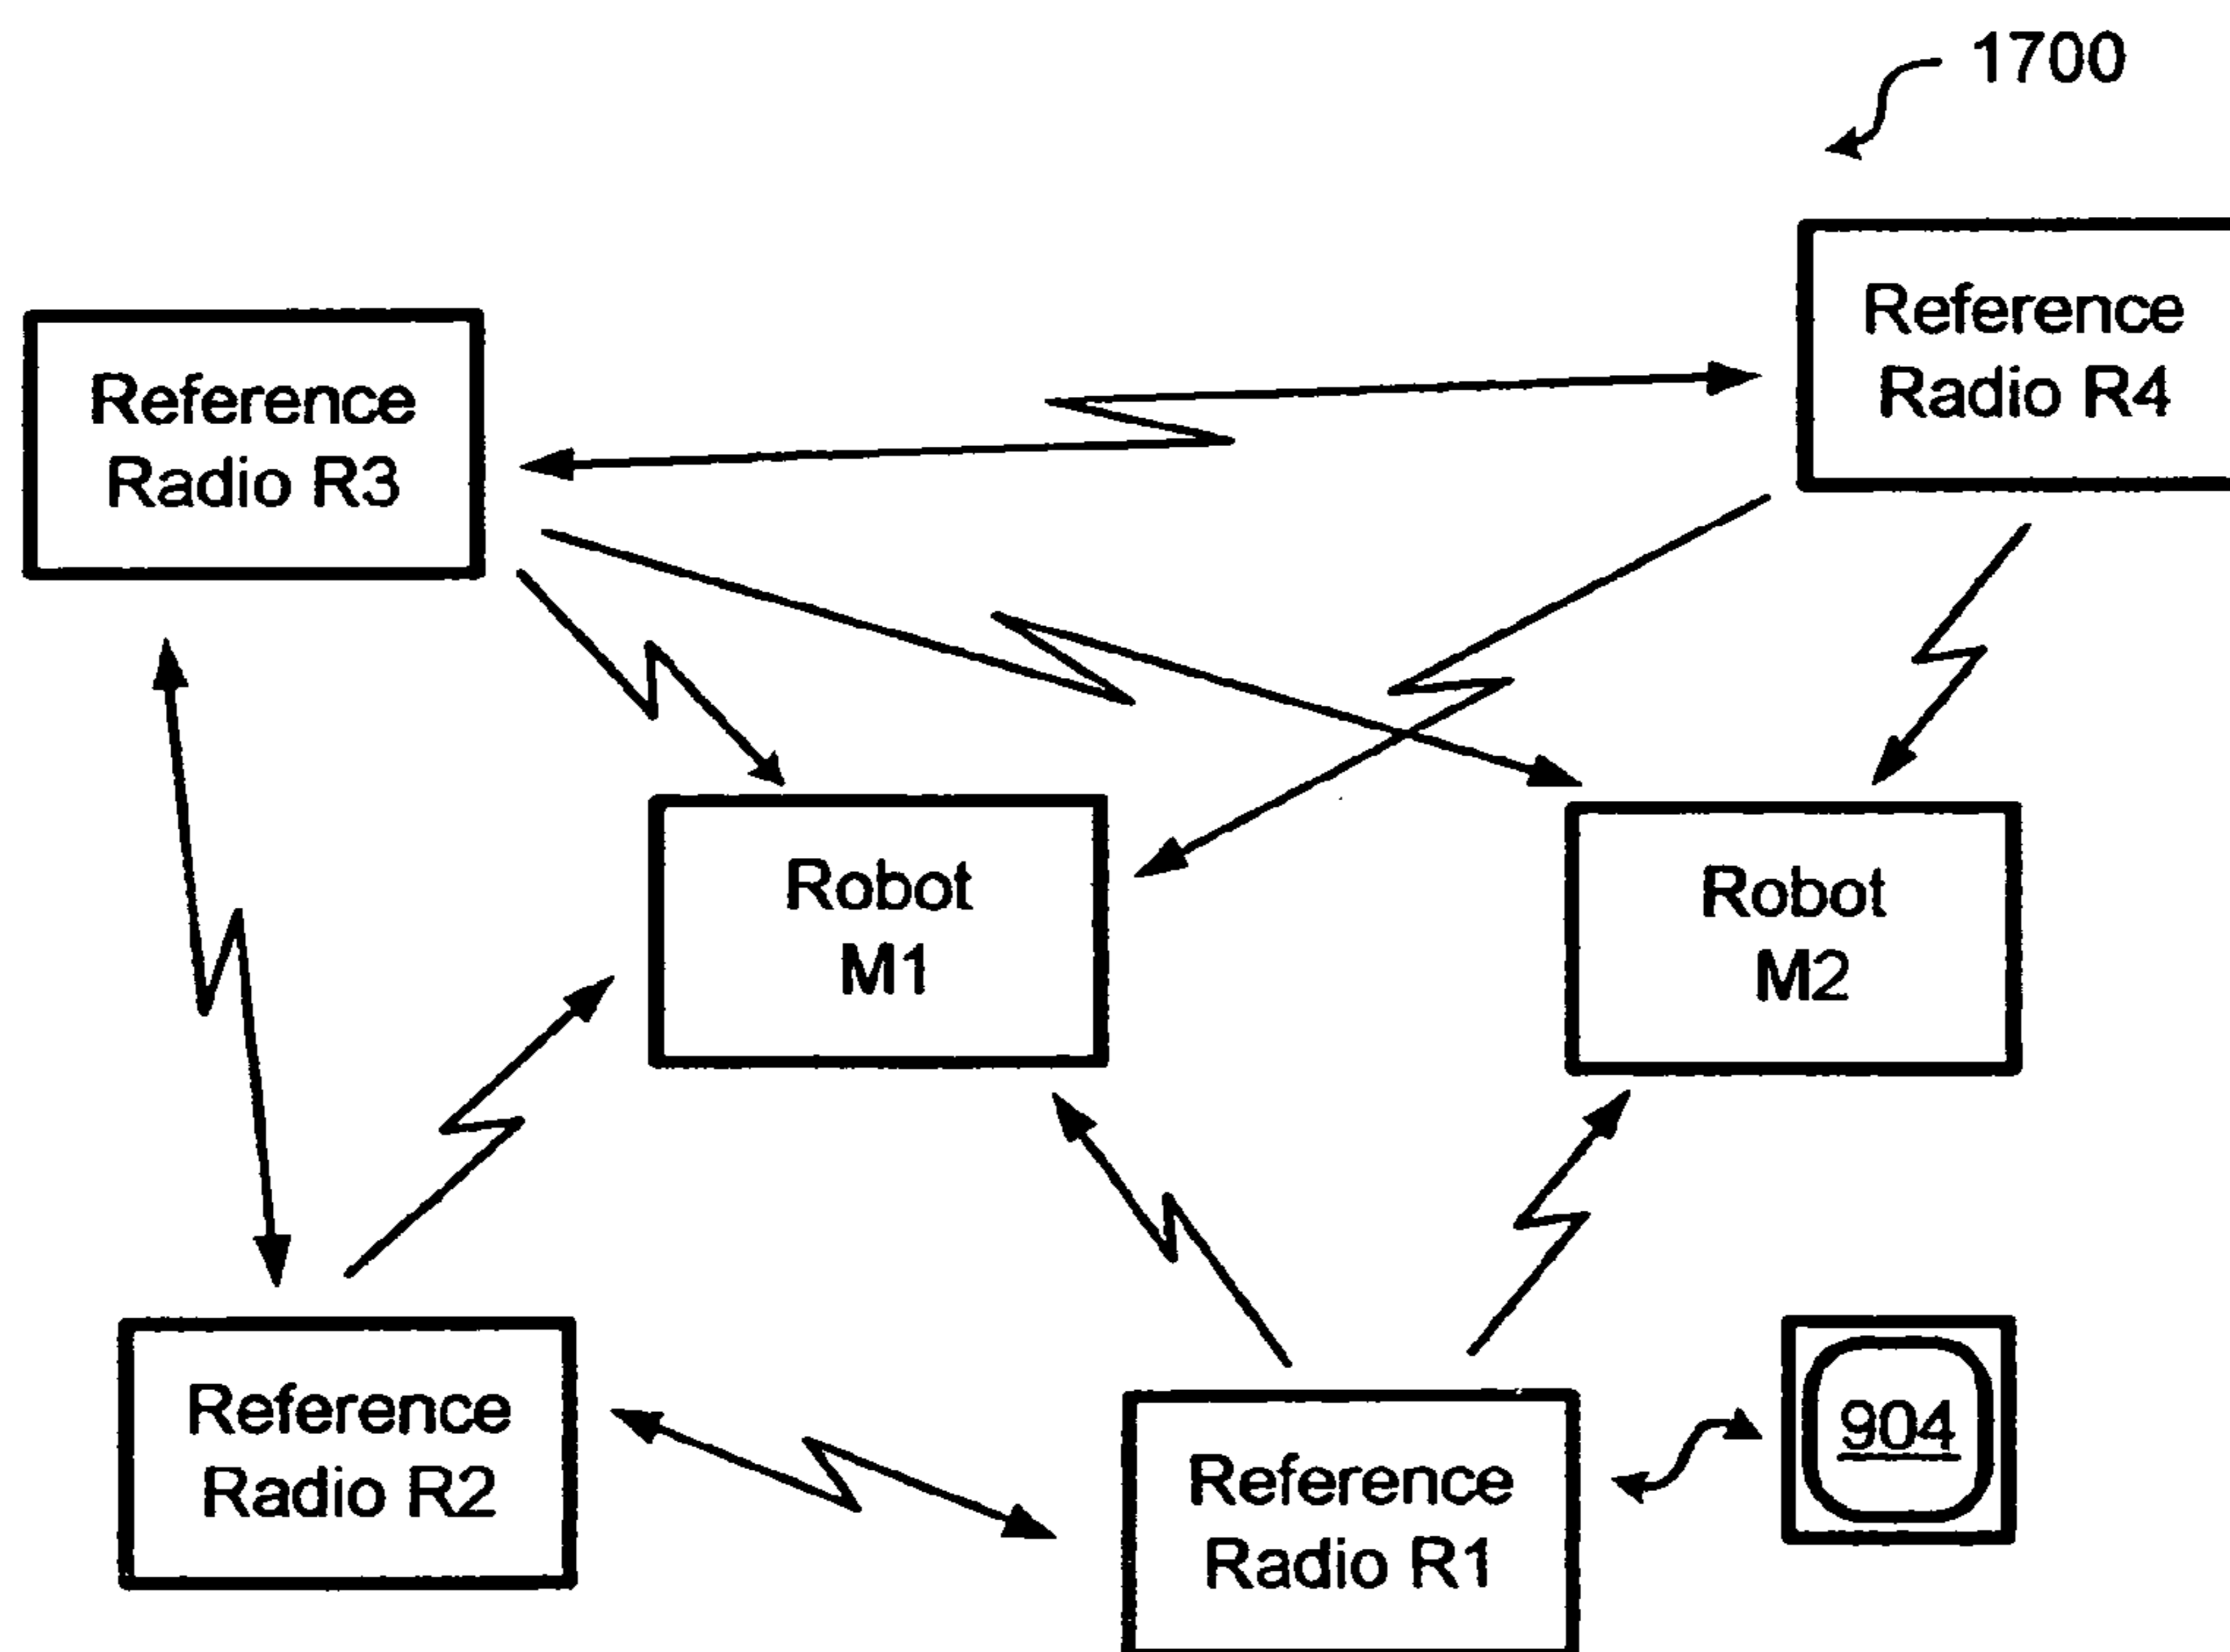 1700
Reference
Radio R4
Reference
Radio R3
Robot
M1
Robot
M2
Reference
Radio R2
Reference
Radio R1
904